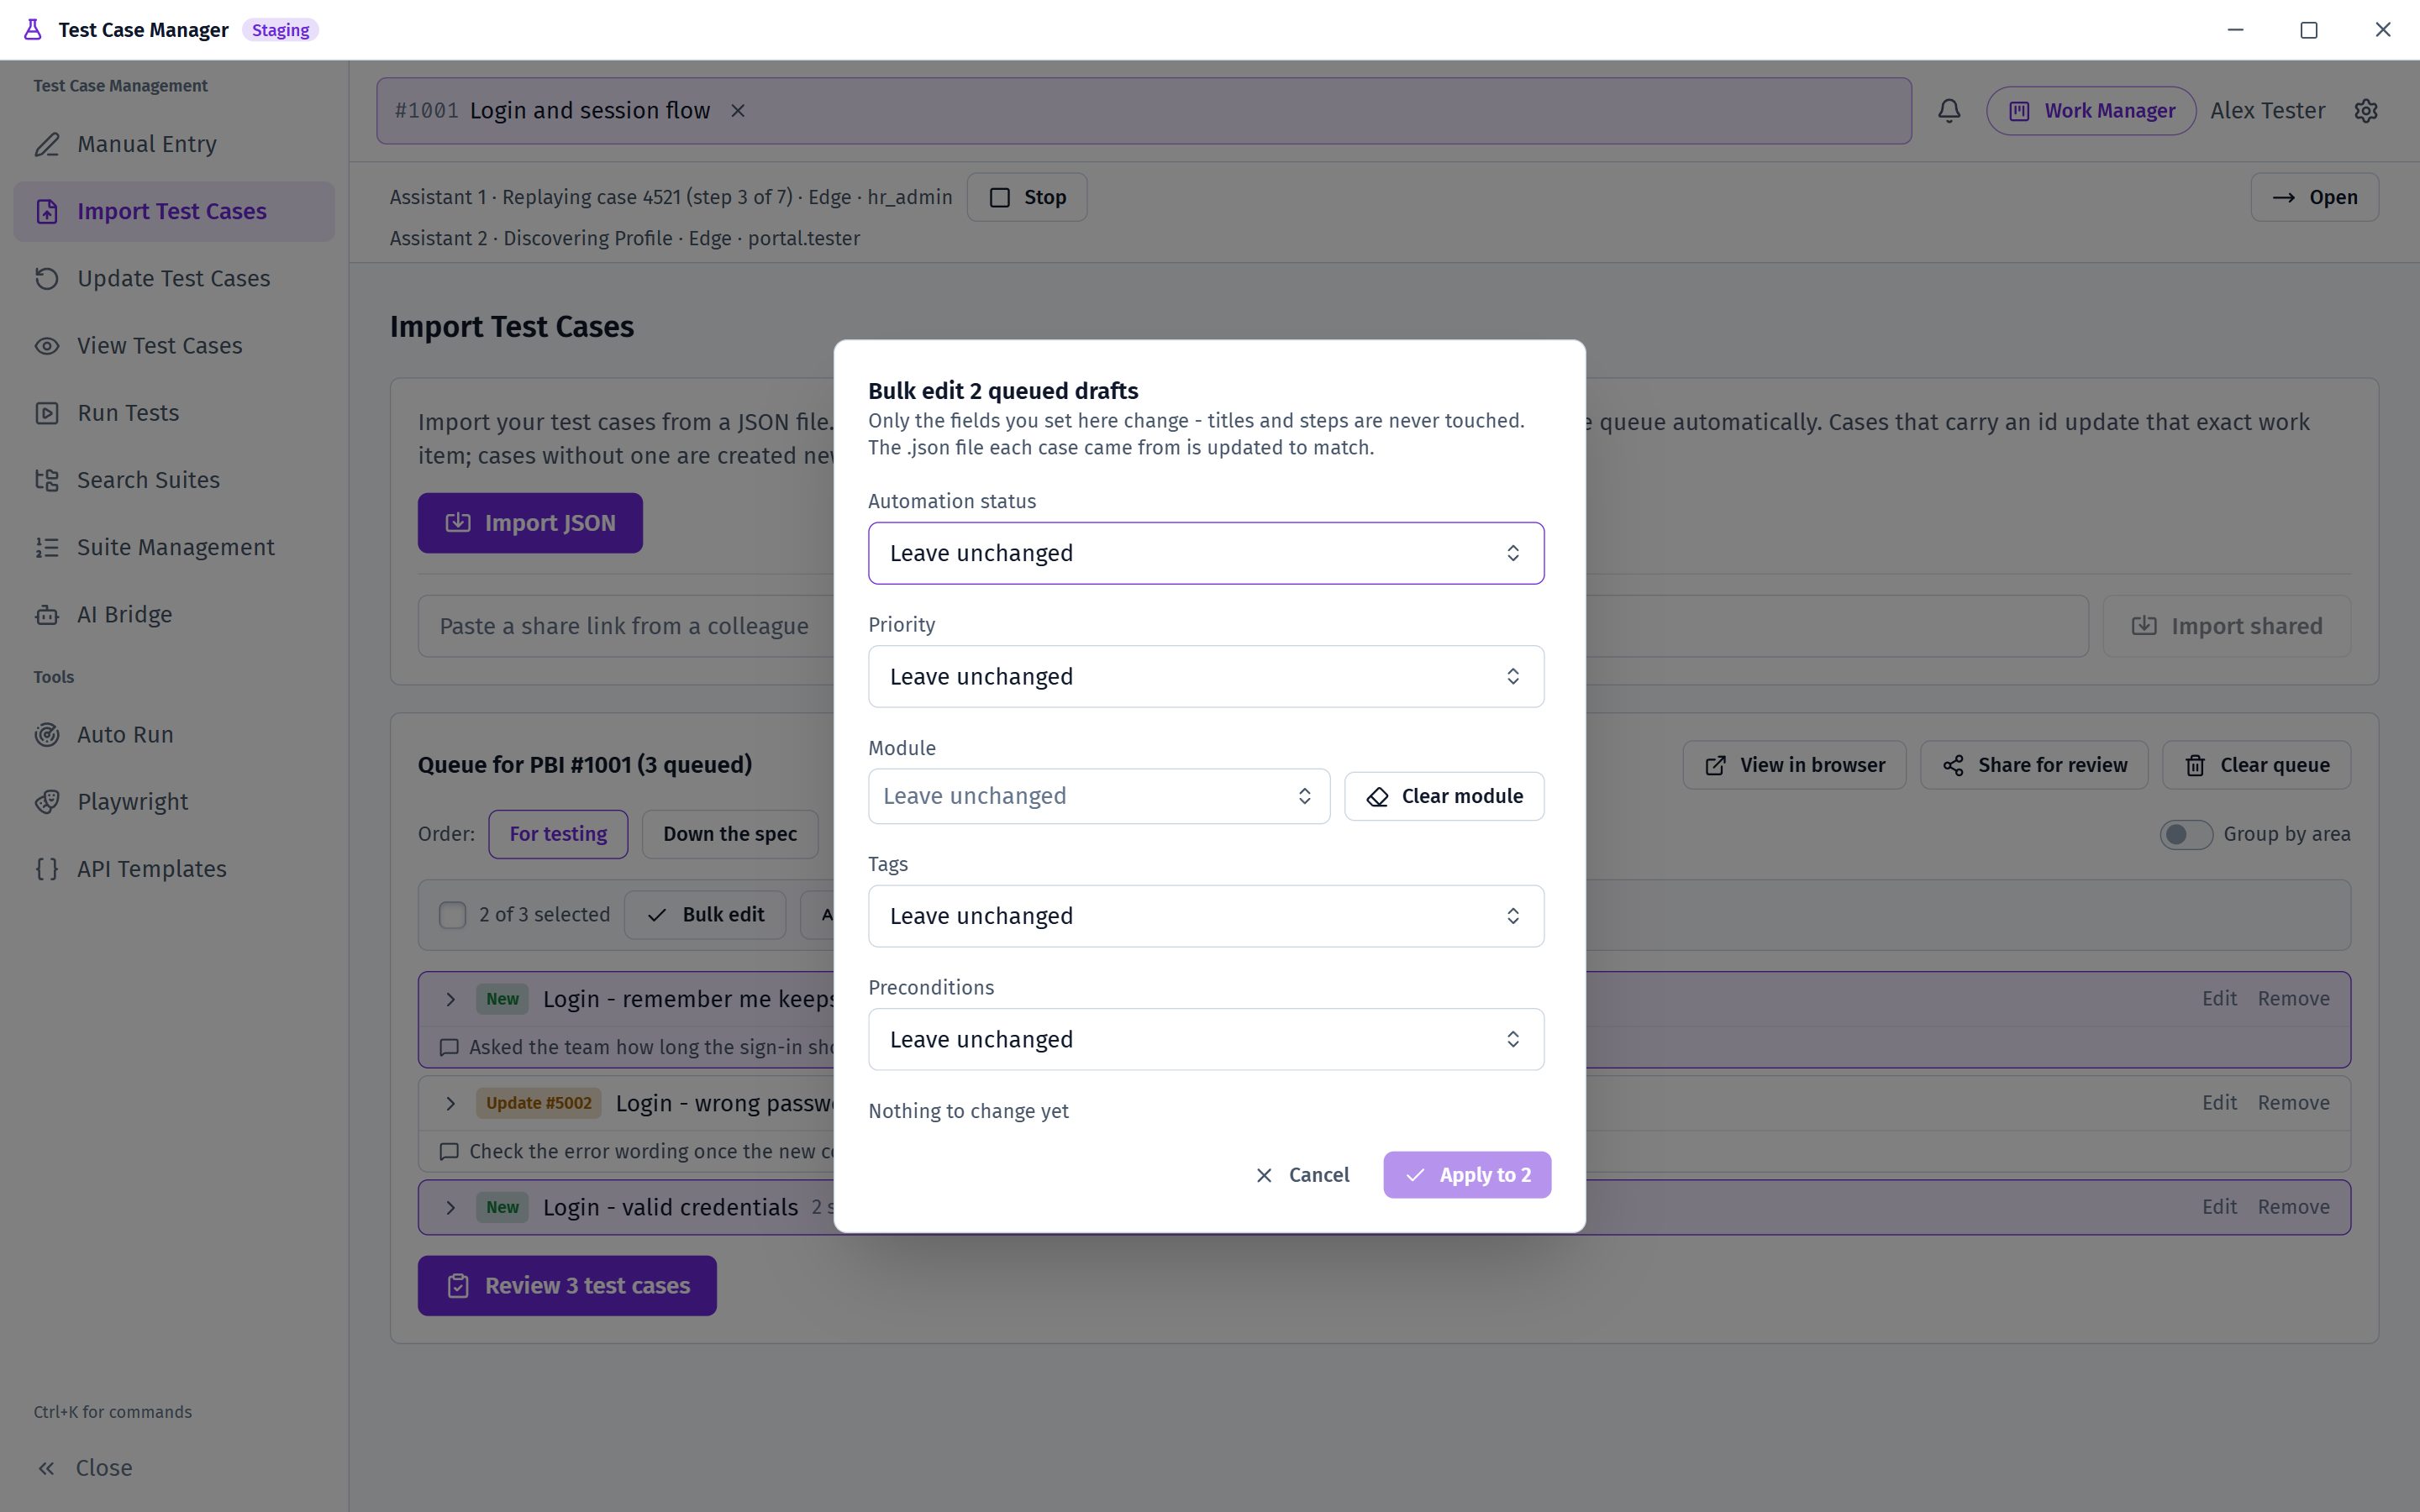 Test Case Manager Staging
Test Case Management
Manual Entry
Import Test Cases
Update Test Cases
View Test Cases
Run Tests
Search Suites
Suite Management
AI Bridge
Tools
Auto Run
Playwright
API Templates
Ctrl+K for commands
Close
#1001 Login and session flow
Work Manager
Alex Tester
Assistant 1 · Replaying case 4521 (step 3 of 7) · Edge · hr_admin
Stop
Open
Assistant 2 · Discovering Profile · Edge · portal.tester
Import Test Cases
Import your test cases from a JSON file.
queue automatically. Cases that carry an id update that exact work
item; cases without one are created
Import JSON
Paste a share link from a colleague
Import shared
Queue for PBI #1001 (3 queued)
View in browser
Share for review
Clear queue
Order:
For testing
Down the spec
Group by area
2 of 3 selected
Bulk edit
New Login - remember me keeps
Edit Remove
Asked the team how long the sign-in
Update #5002 Login - wrong
Edit Remove
Check the error wording once the new
New Login - valid credentials 2
Edit Remove
Review 3 test cases
Bulk edit 2 queued drafts
Only the fields you set here change - titles and steps are never touched.
The .json file each case came from is updated to match.
Automation status
Leave unchanged
Priority
Leave unchanged
Module
Leave unchanged
Clear module
Tags
Leave unchanged
Preconditions
Leave unchanged
Nothing to change yet
Cancel
Apply to 2